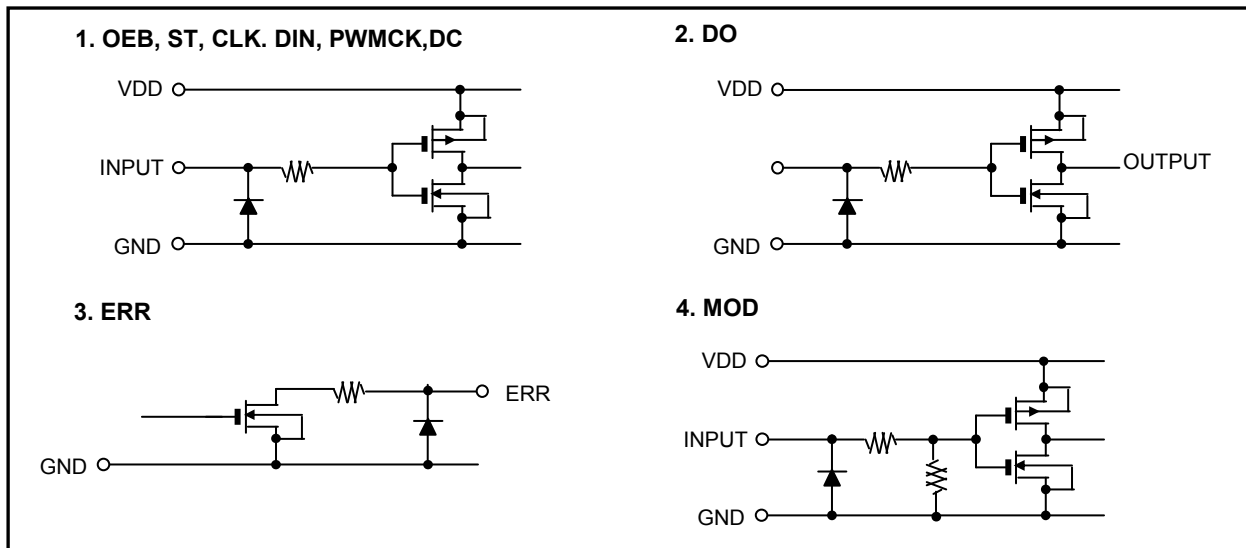 1. OEB, ST, CLK. DIN, PWMCK,DC
VDD
INPUT
GND
2. DO
VDD
OUTPUT
GND
3. ERR
ERR
GND
4. MOD
VDD
INPUT
GND